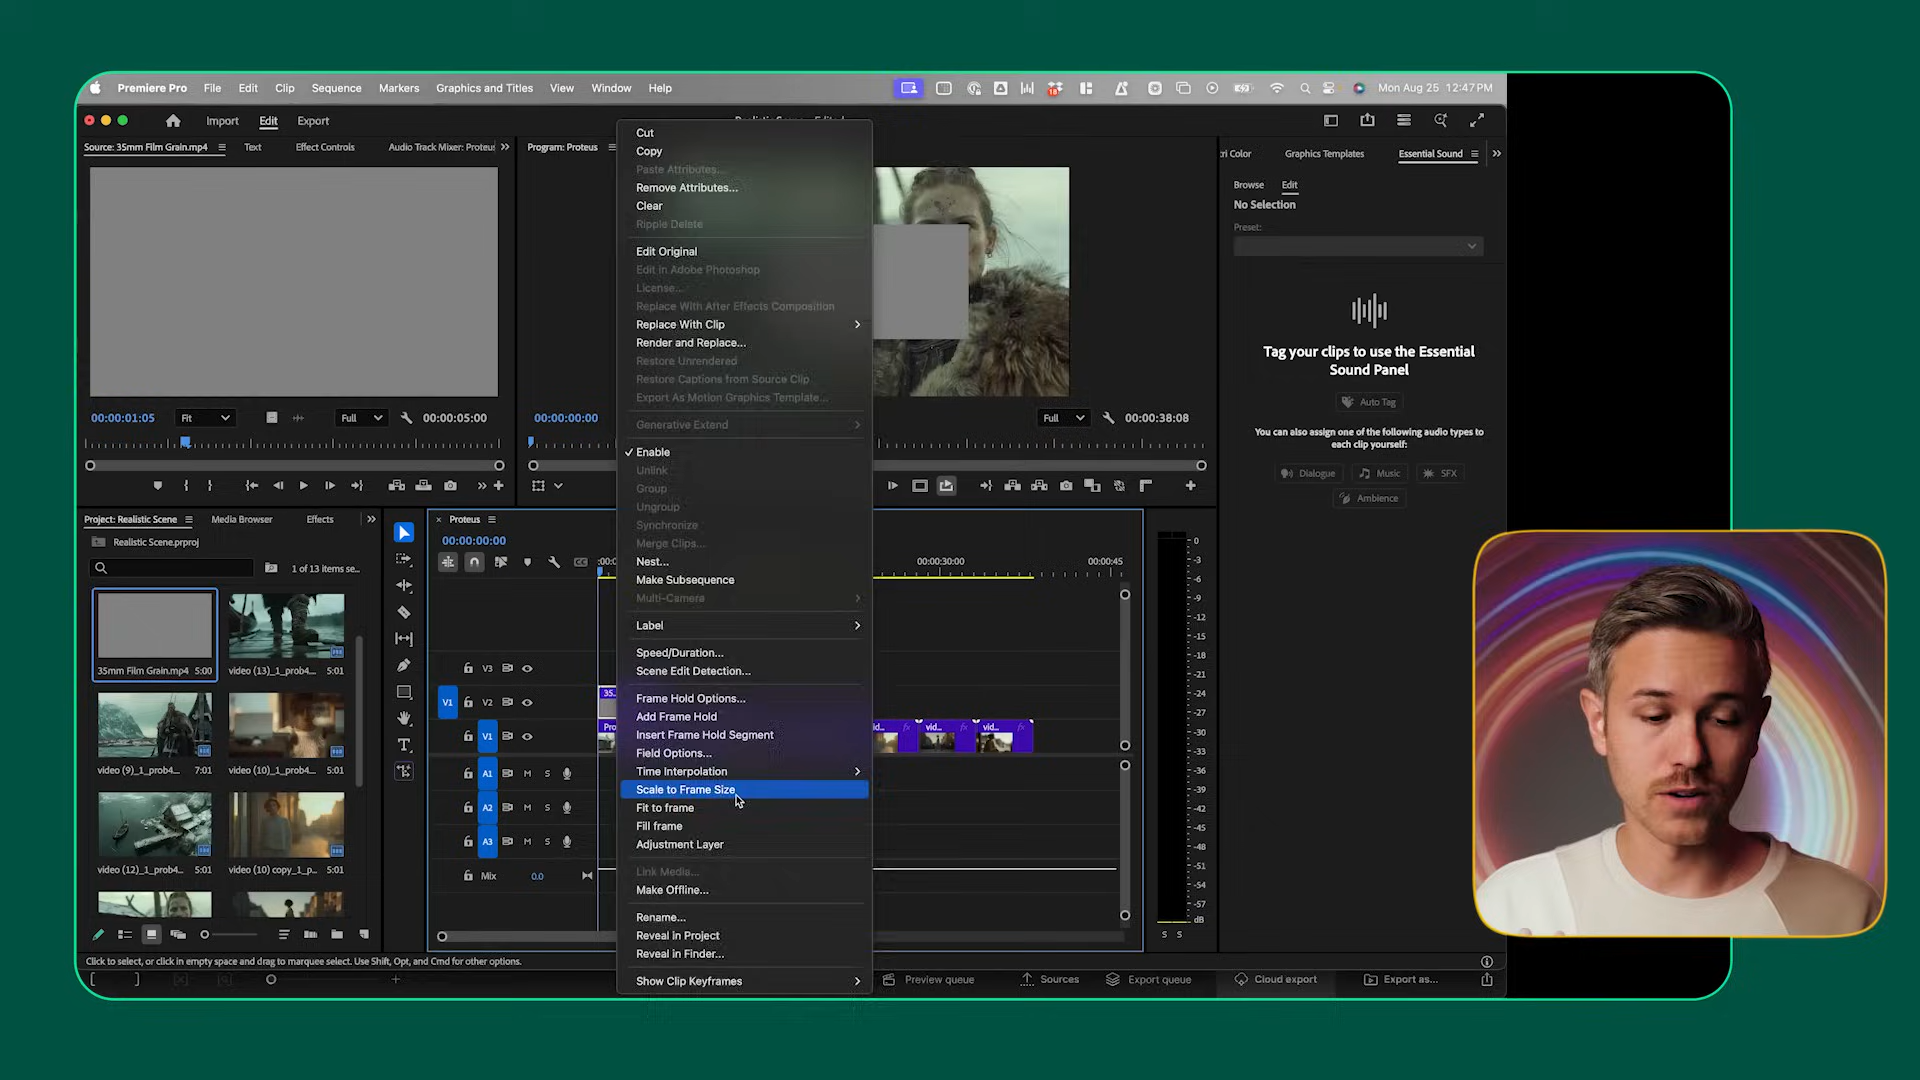 Premiere Pro File Edit Clip Sequence Markers Graphics and Titles View Window Help
Mon Aug 25 12:47PM
Import Edit Export
Source: 35mm Film Grain.mp4 Text Effect Controls Audio Track Mixer: Proteus
Program: Proteus
Graphics Templates Essential Sound
Browse Edit
No Selection
Preset:
Tag your clips to use the Essential
Sound Panel
Auto Tag
You can also assign one of the following audio types to
each clip yourself:
Dialogue Music SFX
Ambience
00:00:01:05 Fit Full 00:00:05:00
00:00:00:00 Full 00:00:38:08
Cut
Copy
Paste Attributes...
Remove Attributes...
Clear
Ripple Delete
Edit Original
Edit in Adobe Photoshop
License...
Replace With After Effects Composition
Replace With Clip
Render and Replace...
Restore Unrendered
Restore Captions from Source Clip
Export As Motion Graphics Template...
Generative Extend
✓ Enable
Unlink
Group
Ungroup
Synchronize
Merge Clips...
Nest...
Make Subsequence
Multi-Camera
Label
Speed/Duration...
Scene Edit Detection...
Frame Hold Options...
Add Frame Hold
Insert Frame Hold Segment
Field Options...
Time Interpolation
Scale to Frame Size
Fit to frame
Fill frame
Adjustment Layer
Link Media...
Make Offline...
Rename...
Reveal in Project
Reveal in Finder...
Show Clip Keyframes
Project: Realistic Scene Media Browser Effects
Realistic Scene.prproj
1 of 13 items se...
35mm Film Grain.mp4 5:00
video (13)_1_prob4... 5:01
video (9)_1_prob4... 7:01
video (10)_1_prob4... 5:01
video (12)_1_prob4... 5:01
video (10) copy_1_p... 5:01
× Proteus
00:00:00:00
00:00:30:00 00:00:45
V3
V1 V2
V1
35...
vid... fx vid... fx
A1 M S
A2 M S
A3 M S
Mix 0.0
0
-3
-6
-9
-12
-15
-18
-21
-24
-27
-30
-33
-36
-39
-42
-45
-48
-51
-54
-57
dB
S S
Click to select, or click in empty space and drag to marquee select. Use Shift, Opt, and Cmd for other options.
Preview queue Sources Export queue Cloud export Export as...